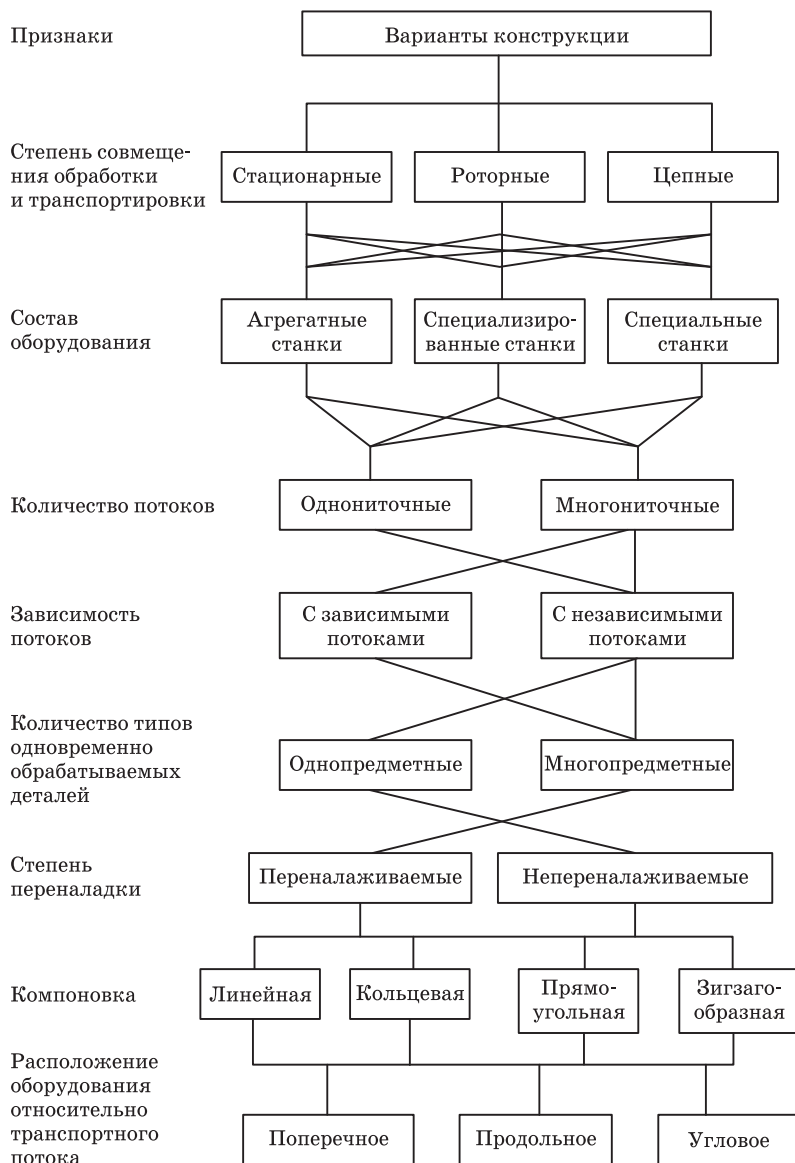 Признаки
Варианты конструкции
Степень совмеще-
ния обработки
и транспортировки
Стационарные
Роторные
Цепные
Состав
оборудования
Агрегатные
станки
Специализиро-
ванные станки
Специальные
станки
Количество потоков
Однониточные
Многониточные
Зависимость
потоков
С зависимыми
потоками
С независимыми
потоками
Количество типов
одновременно
обрабатываемых
деталей
Однопредметные
Многопредметные
Степень
переналадки
Переналаживаемые
Непереналаживаемые
Компоновка
Линейная
Кольцевая
Прямо-
угольная
Зигзаго-
образная
Расположение
оборудования
относительно
транспортного
потока
Поперечное
Продольное
Угловое